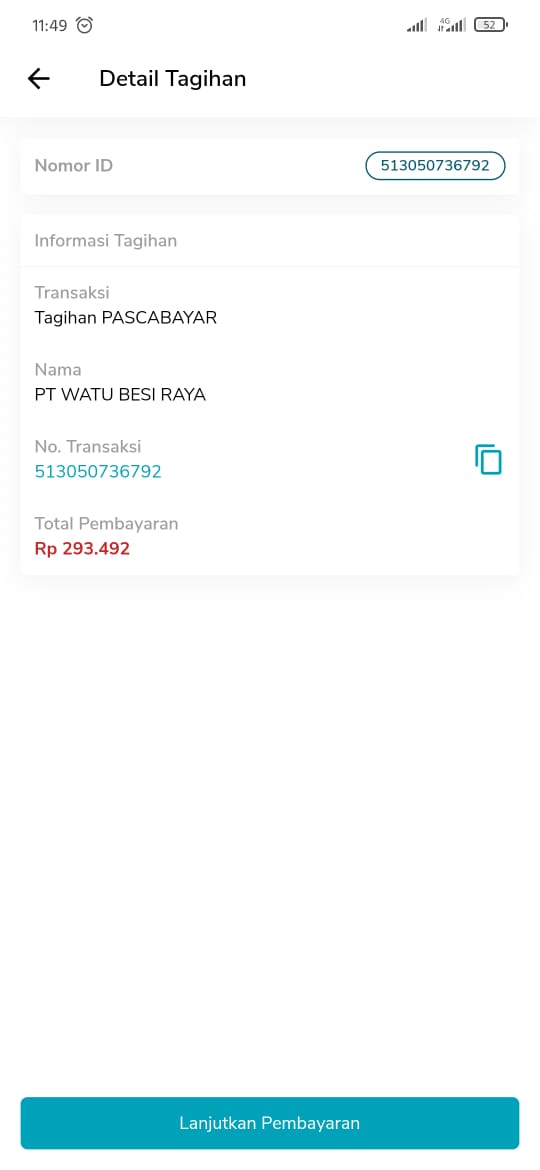 11:49
4G
52
Detail Tagihan
Nomor ID
513050736792
Informasi Tagihan
Transaksi
Tagihan PASCABAYAR
Nama
PT WATU BESI RAYA
No. Transaksi
513050736792
Total Pembayaran
Rp 293.492
Lanjutkan Pembayaran